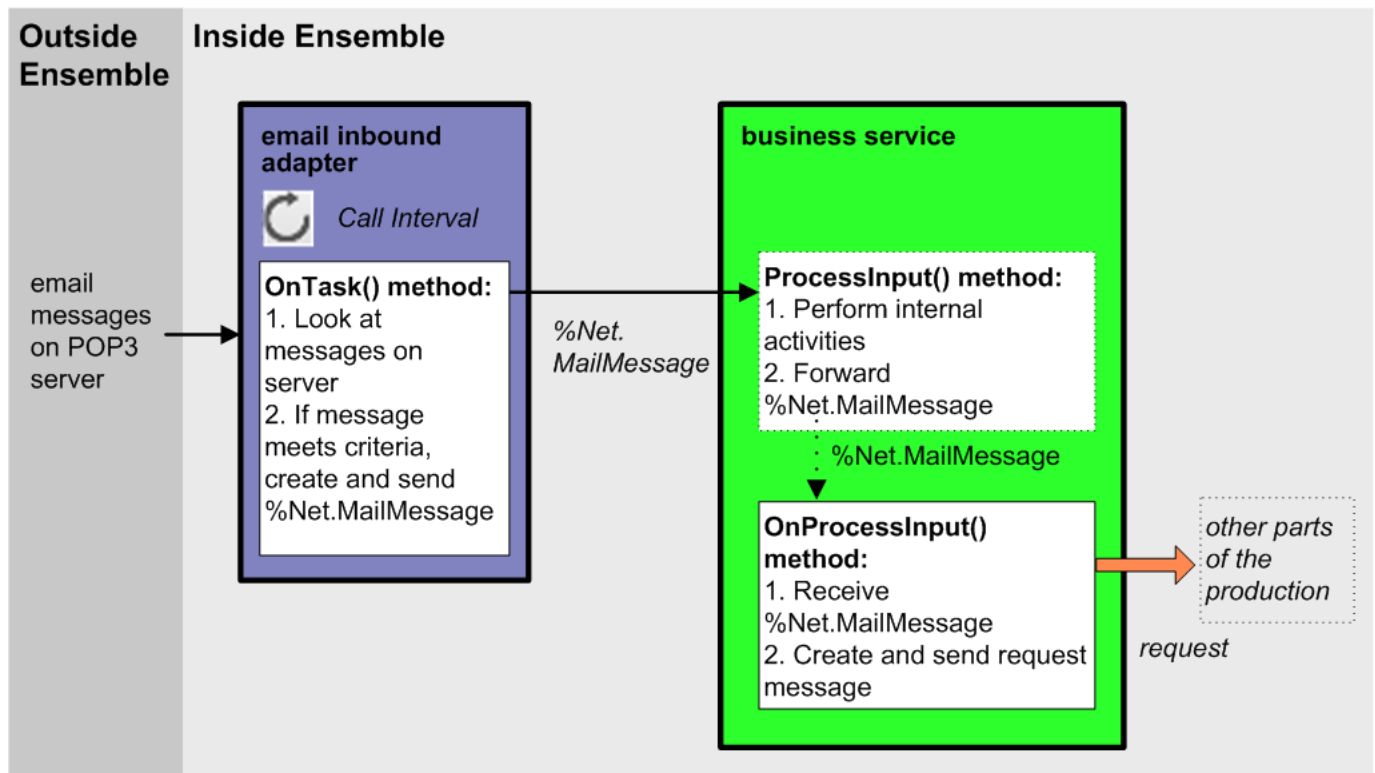 Outside
Ensemble
Inside Ensemble
email
messages
on POP3
server
email inbound
adapter
Call Interval
OnTask() method:
1. Look at
messages on
server
2. If message
meets criteria,
create and send
%Net.MailMessage
%Net.
MailMessage
business service
ProcessInput() method:
1. Perform internal
activities
2. Forward
%Net.MailMessage
%Net.MailMessage
OnProcessInput()
method:
1. Receive
%Net.MailMessage
2. Create and send request
message
other parts
of the
production
request